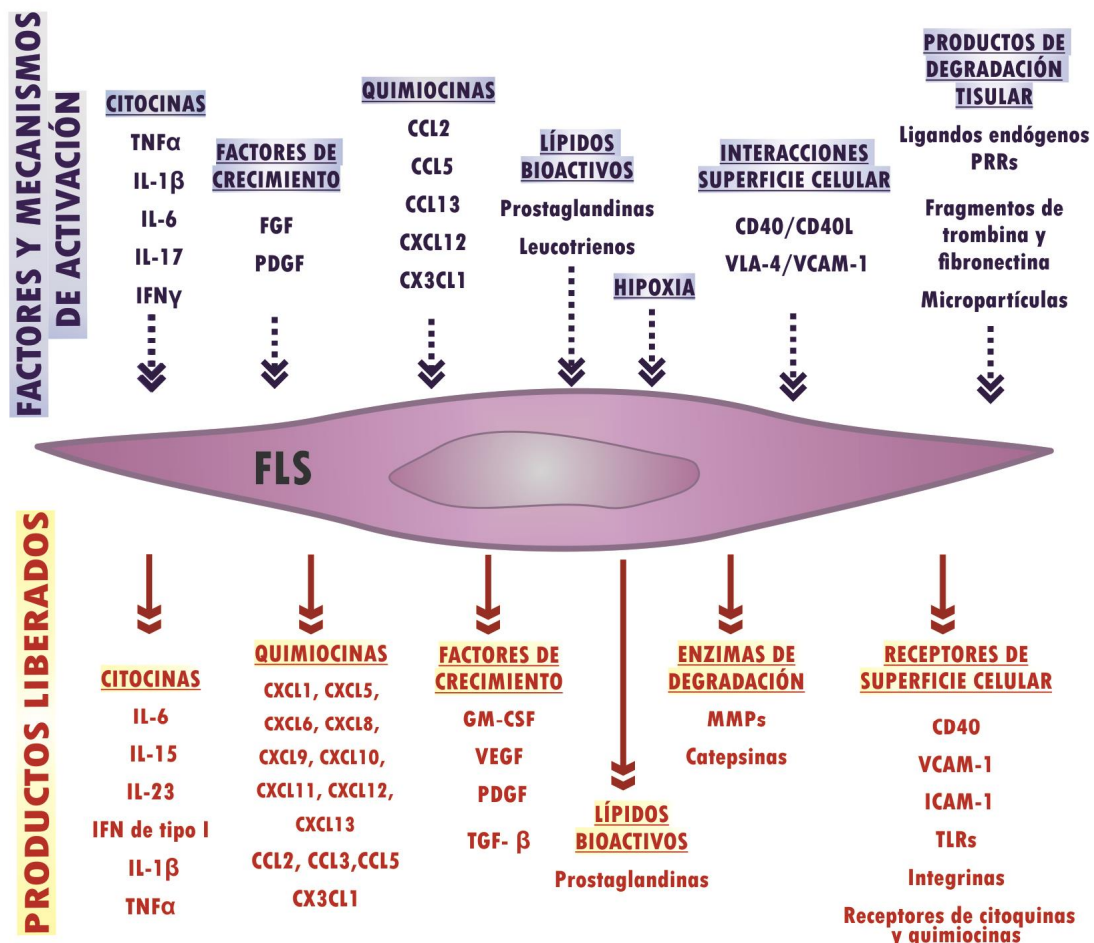 FACTORES Y MECANISMOS
DE ACTIVACIÓN
CITOCINAS
TNFα
IL-1β
IL-6
IL-17
IFNγ
FACTORES DE
CRECIMIENTO
FGF
PDGF
QUIMIOCINAS
CCL2
CCL5
CCL13
CXCL12
CX3CL1
LÍPIDOS
BIOACTIVOS
Prostaglandinas
Leucotrienos
HIPOXIA
INTERACCIONES
SUPERFICIE CELULAR
CD40/CD40L
VLA-4/VCAM-1
PRODUCTOS DE
DEGRADACIÓN
TISULAR
Ligandos endógenos
PRRs
Fragmentos de
trombina y
fibronectina
Micropartículas
FLS
PRODUCTOS LIBERADOS
CITOCINAS
IL-6
IL-15
IL-23
IFN de tipo I
IL-1β
TNFα
QUIMIOCINAS
CXCL1, CXCL5,
CXCL6, CXCL8,
CXCL9, CXCL10,
CXCL11, CXCL12,
CXCL13
CCL2, CCL3,CCL5
CX3CL1
FACTORES DE
CRECIMIENTO
GM-CSF
VEGF
PDGF
TGF- β
LÍPIDOS
BIOACTIVOS
Prostaglandinas
ENZIMAS DE
DEGRADACIÓN
MMPs
Catepsinas
RECEPTORES DE
SUPERFICIE CELULAR
CD40
VCAM-1
ICAM-1
TLRs
Integrinas
Receptores de citoquinas
y quimiocinas